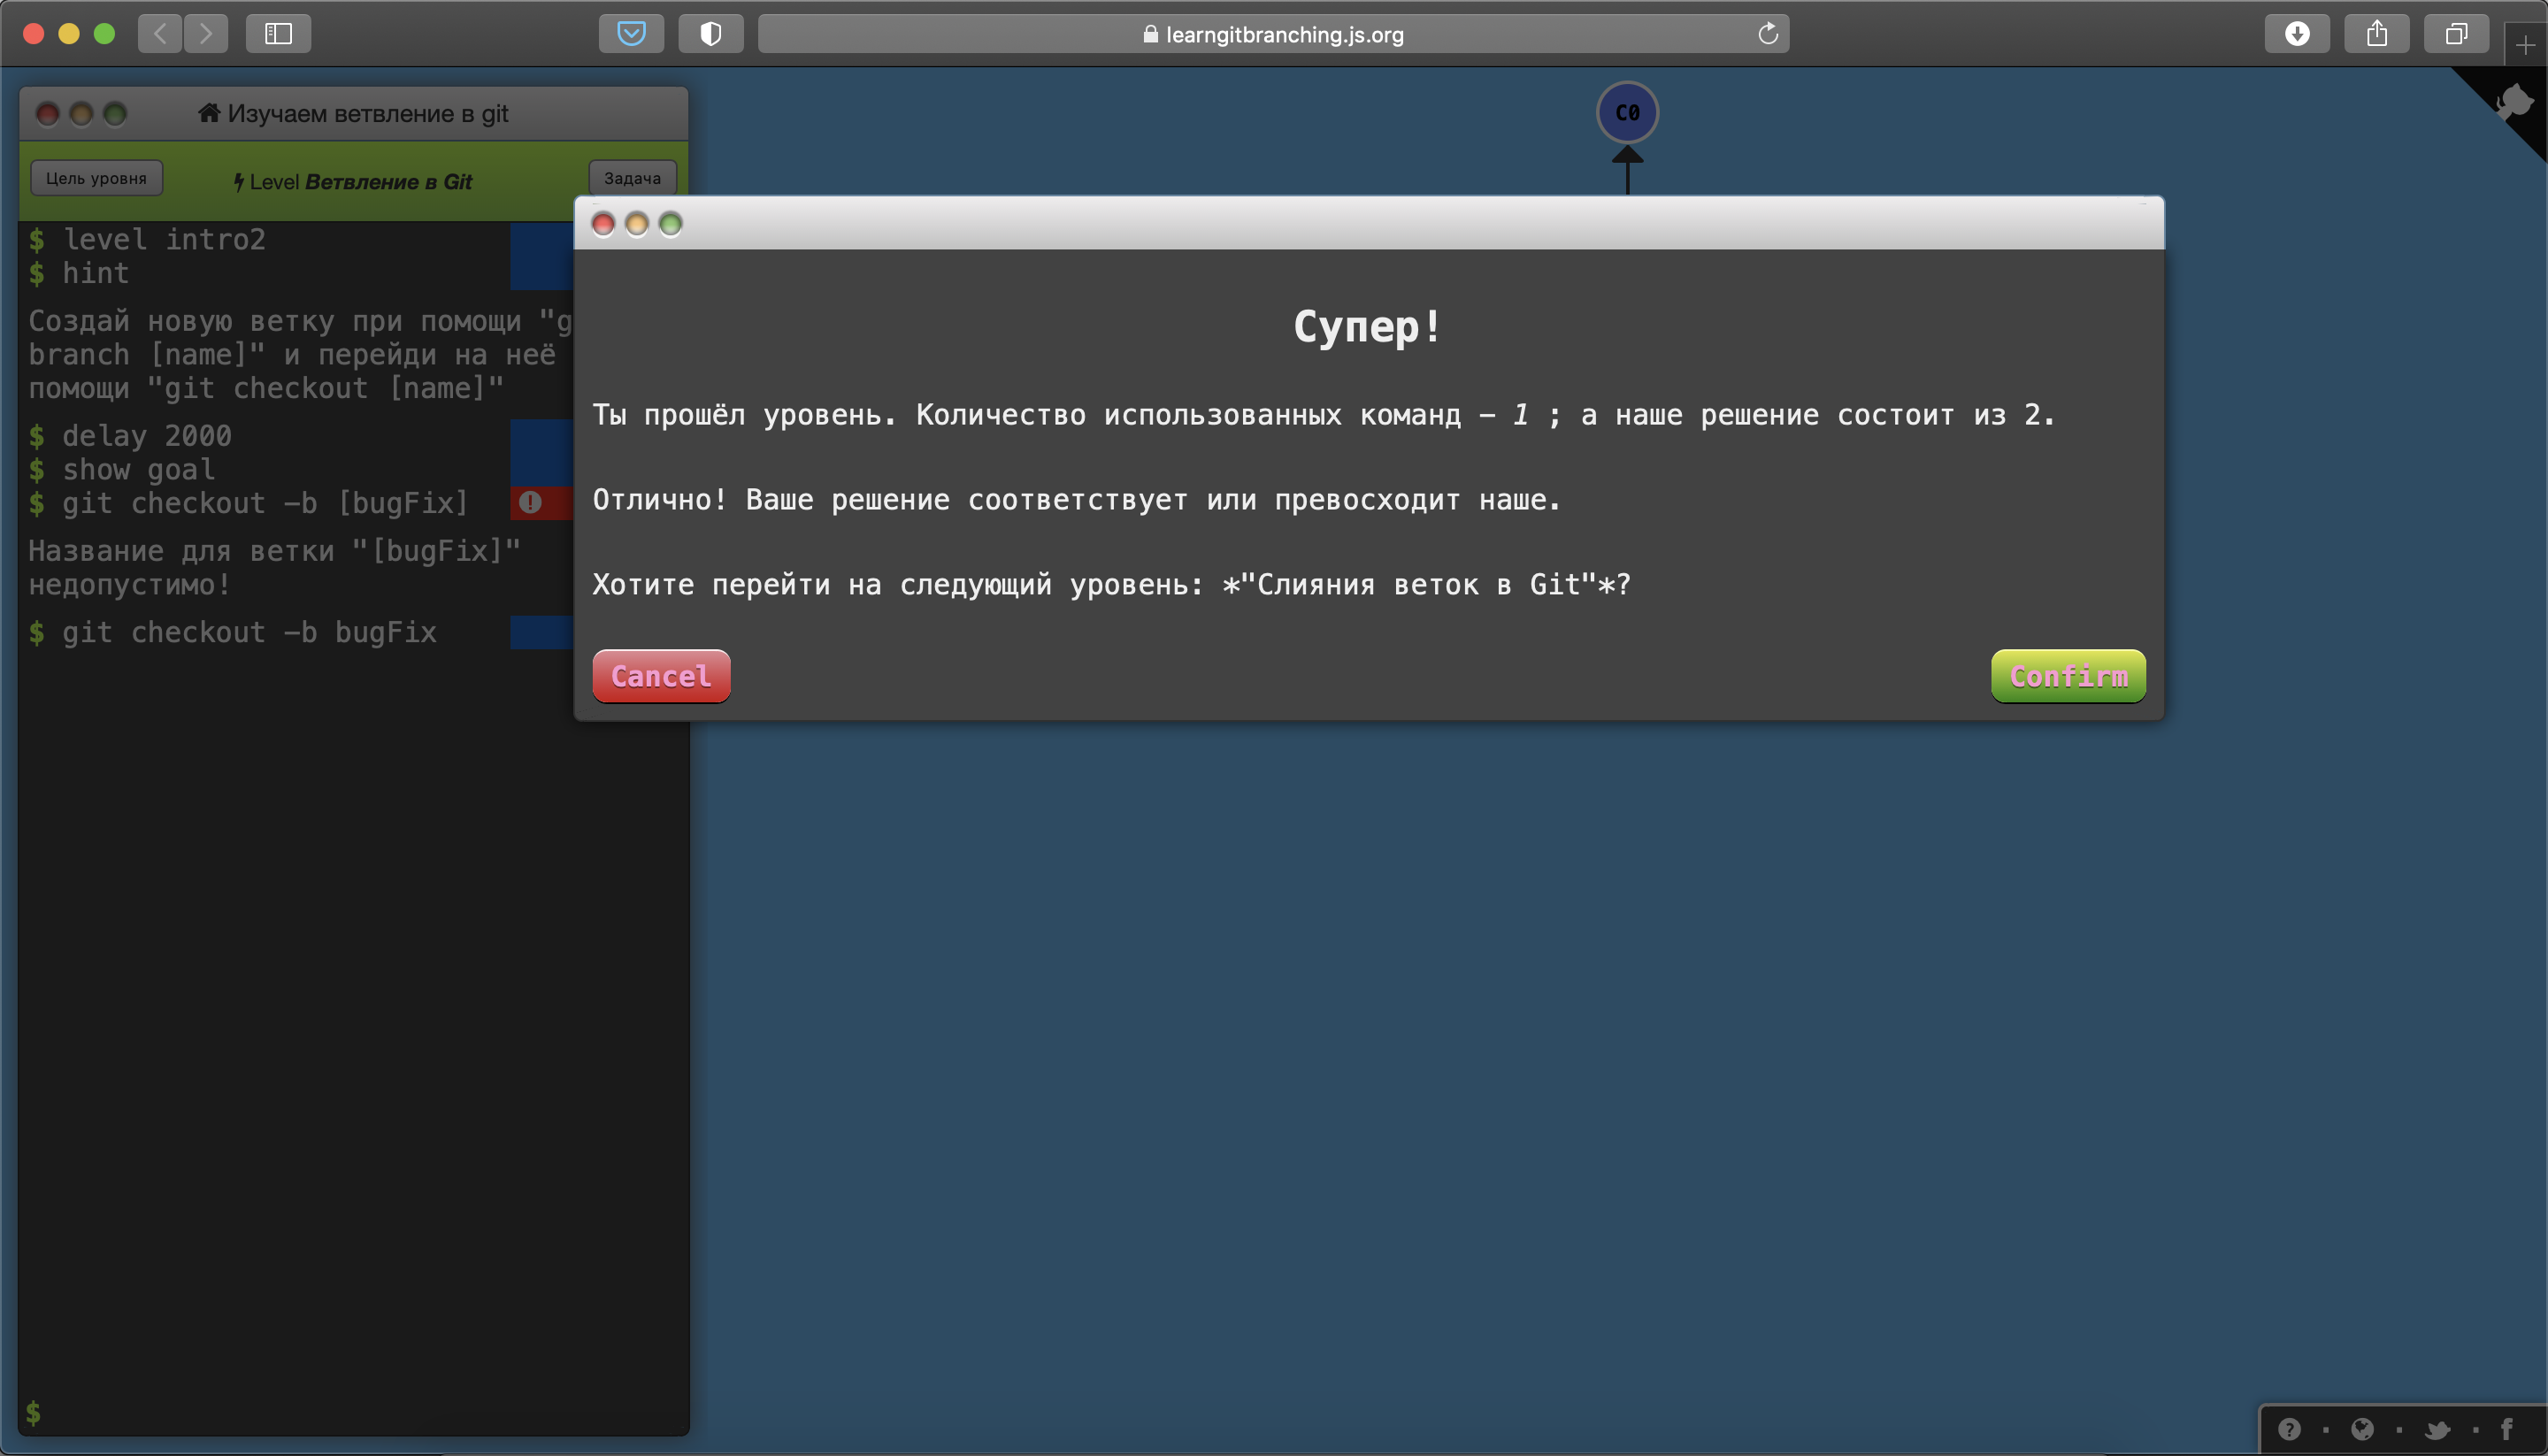 learngitbranching.js.org
Изучаем ветвление в git
C0
Цель уровня
Level Ветвление в Git
Задача
$ level intro2
$ hint
Создай новую ветку при помощи "g
branch [name]" и перейди на неё
помощи "git checkout [name]"
$ delay 2000
$ show goal
$ git checkout -b [bugFix]
Название для ветки "[bugFix]"
недопустимо!
$ git checkout -b bugFix
$
Супер!
Ты прошёл уровень. Количество использованных команд – 1 ; а наше решение состоит из 2.
Отлично! Ваше решение соответствует или превосходит наше.
Хотите перейти на следующий уровень: *"Слияния веток в Git"*?
Cancel
Confirm